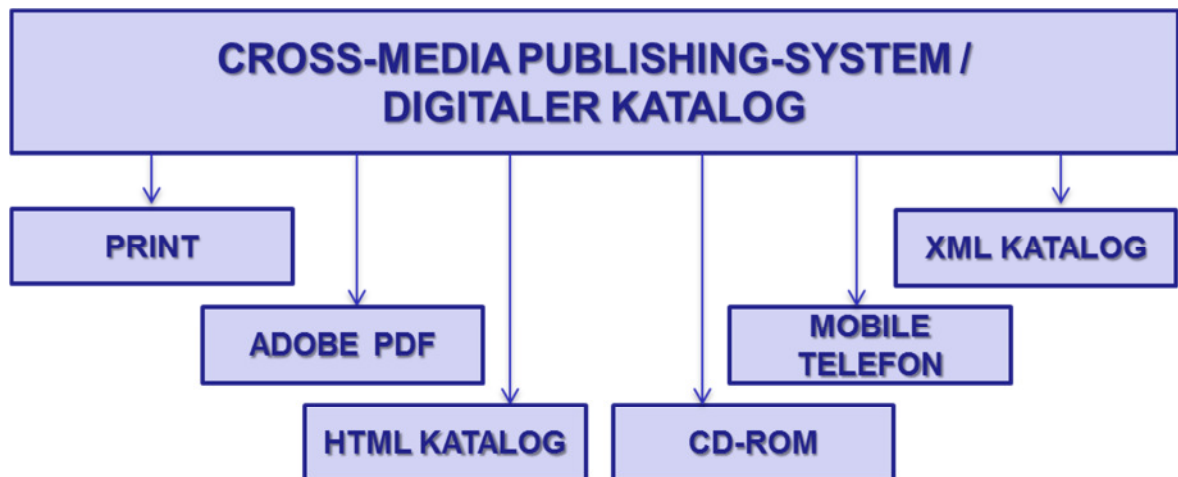 CROSS-MEDIA PUBLISHING-SYSTEM /
DIGITALER KATALOG
PRINT
XML KATALOG
ADOBE PDF
MOBILE
TELEFON
HTML KATALOG
CD-ROM